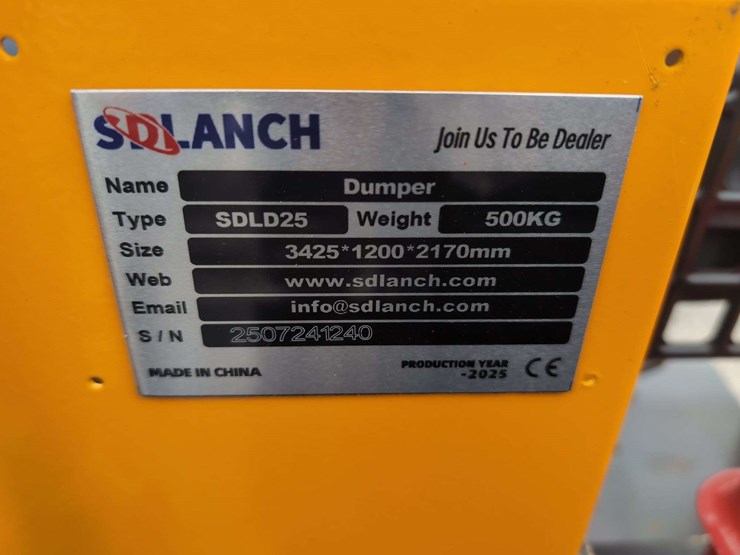 SDLANCH Join Us To Be Dealer
Name Dumper
Type SDLD25 Weight 500KG
Size 3425*1200*2170mm
Web www.sdlanch.com
Email info@sdlanch.com
S/N 2507241240
MADE IN CHINA PRODUCTION YEAR
-2025 CE